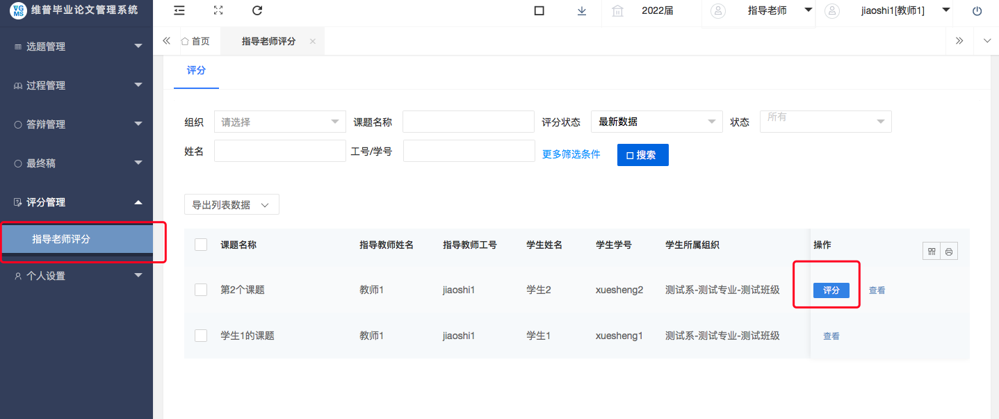 VG
MS
维普毕业论文管理系统
2022届
指导老师
jiaoshi1[教师1]
首页
指导老师评分
选题管理
过程管理
答辩管理
最终稿
评分管理
指导老师评分
个人设置
评分
组织
请选择
课题名称
评分状态
最新数据
状态
所有
姓名
工号/学号
更多筛选条件
搜索
导出列表数据
课题名称 指导教师姓名 指导教师工号 学生姓名 学生学号 学生所属组织 操作
第2个课题 教师1 jiaoshi1 学生2 xuesheng2 测试系-测试专业-测试班级 评分 查看
学生1的课题 教师1 jiaoshi1 学生1 xuesheng1 测试系-测试专业-测试班级 查看